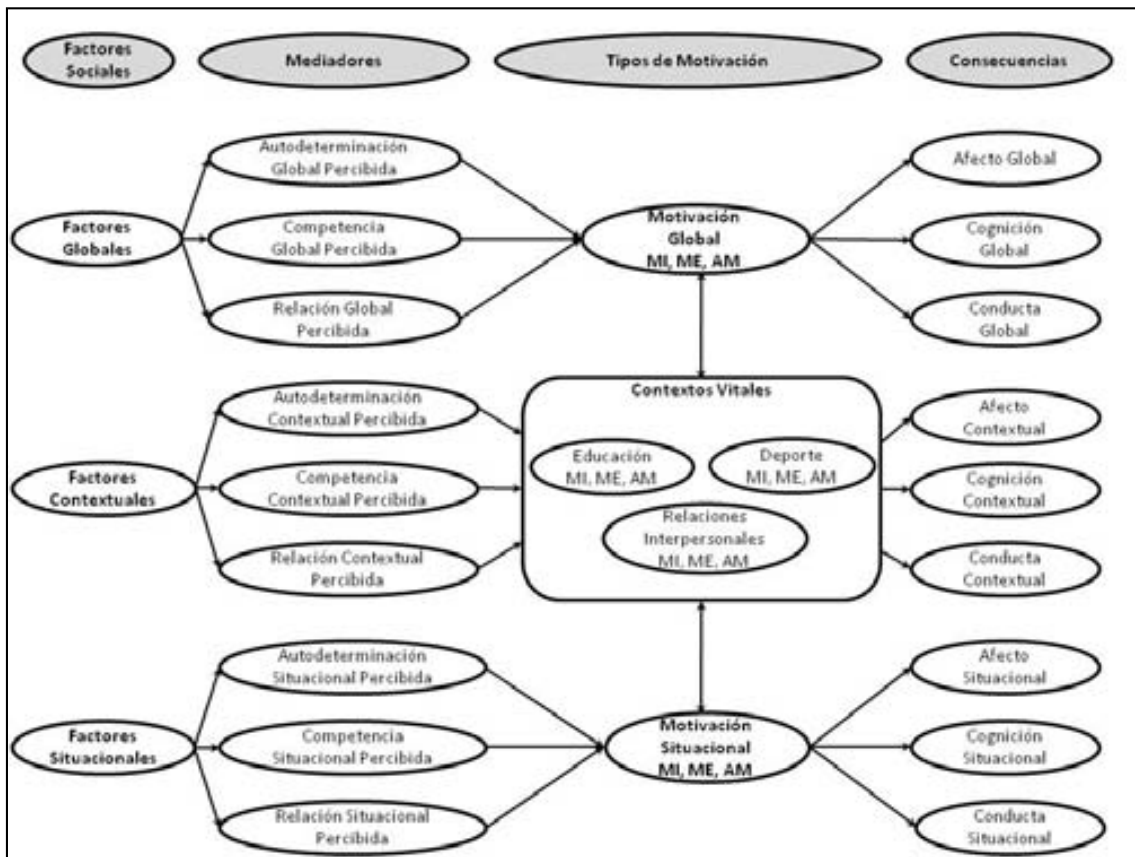 Factores
Sociales
Mediadores
Tipos de Motivación
Consecuencias
Autodeterminación
Global Percibida
Afecto Global
Factores
Globales
Competencia
Global Percibida
Motivación
Global
MI, ME, AM
Cognición
Global
Relación Global
Percibida
Conducta
Global
Autodeterminación
Contextual Percibida
Contextos Vitales
Afecto
Contextual
Factores
Contextuales
Competencia
Contextual Percibida
Educación
MI, ME, AM
Deporte
MI, ME, AM
Cognición
Contextual
Relaciones
Interpersonales
MI, ME, AM
Relación Contextual
Percibida
Conducta
Contextual
Autodeterminación
Situacional Percibida
Afecto
Situacional
Factores
Situacionales
Competencia
Situacional Percibida
Motivación
Situacional
MI, ME, AM
Cognición
Situacional
Relación Situacional
Percibida
Conducta
Situacional